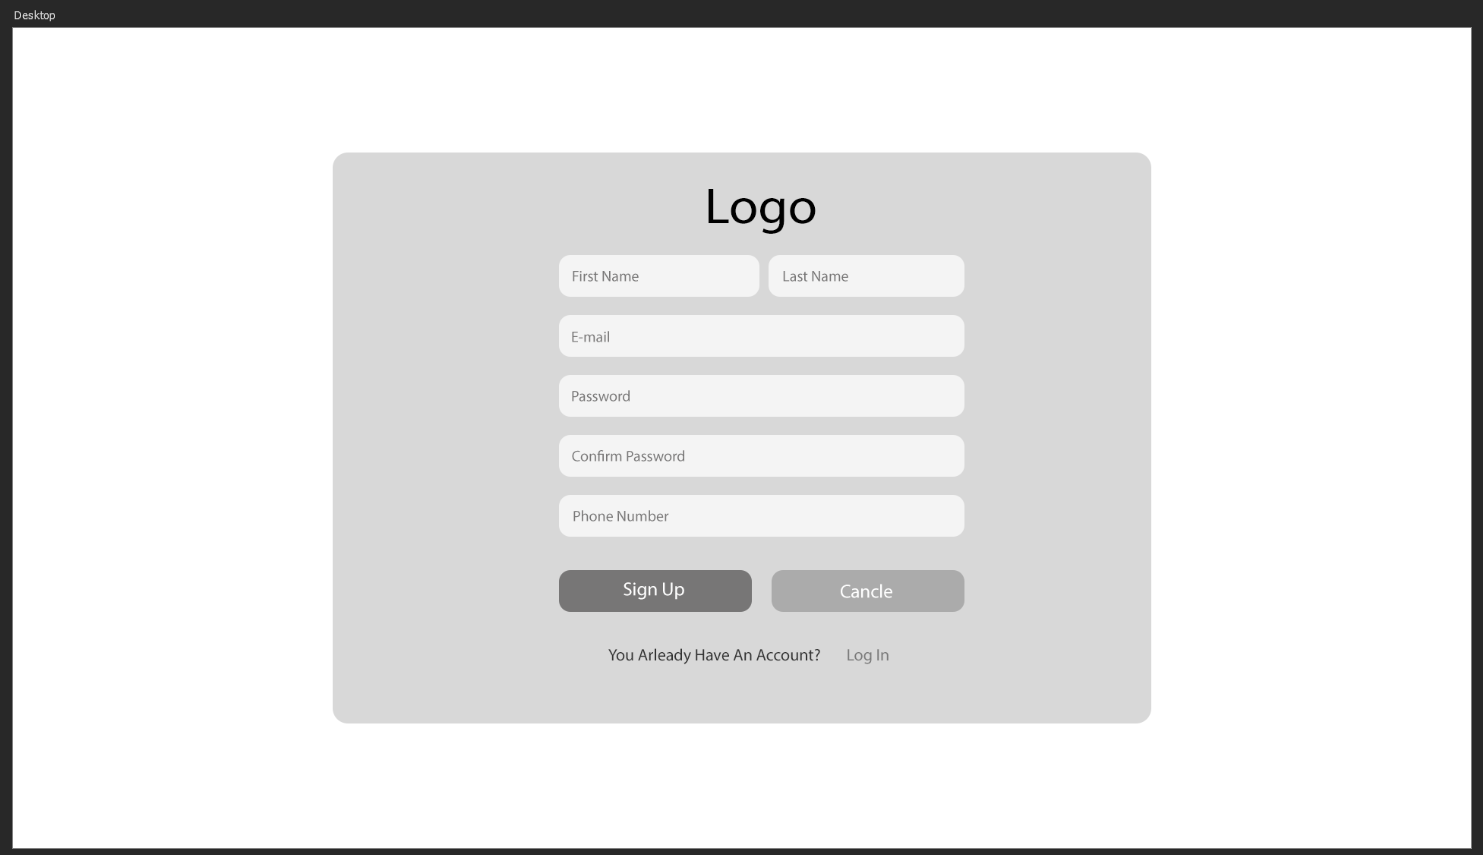 Desktop
Logo
First Name Last Name
E-mail
Password
Confirm Password
Phone Number
Sign Up Cancle
You Arleady Have An Account? Log In